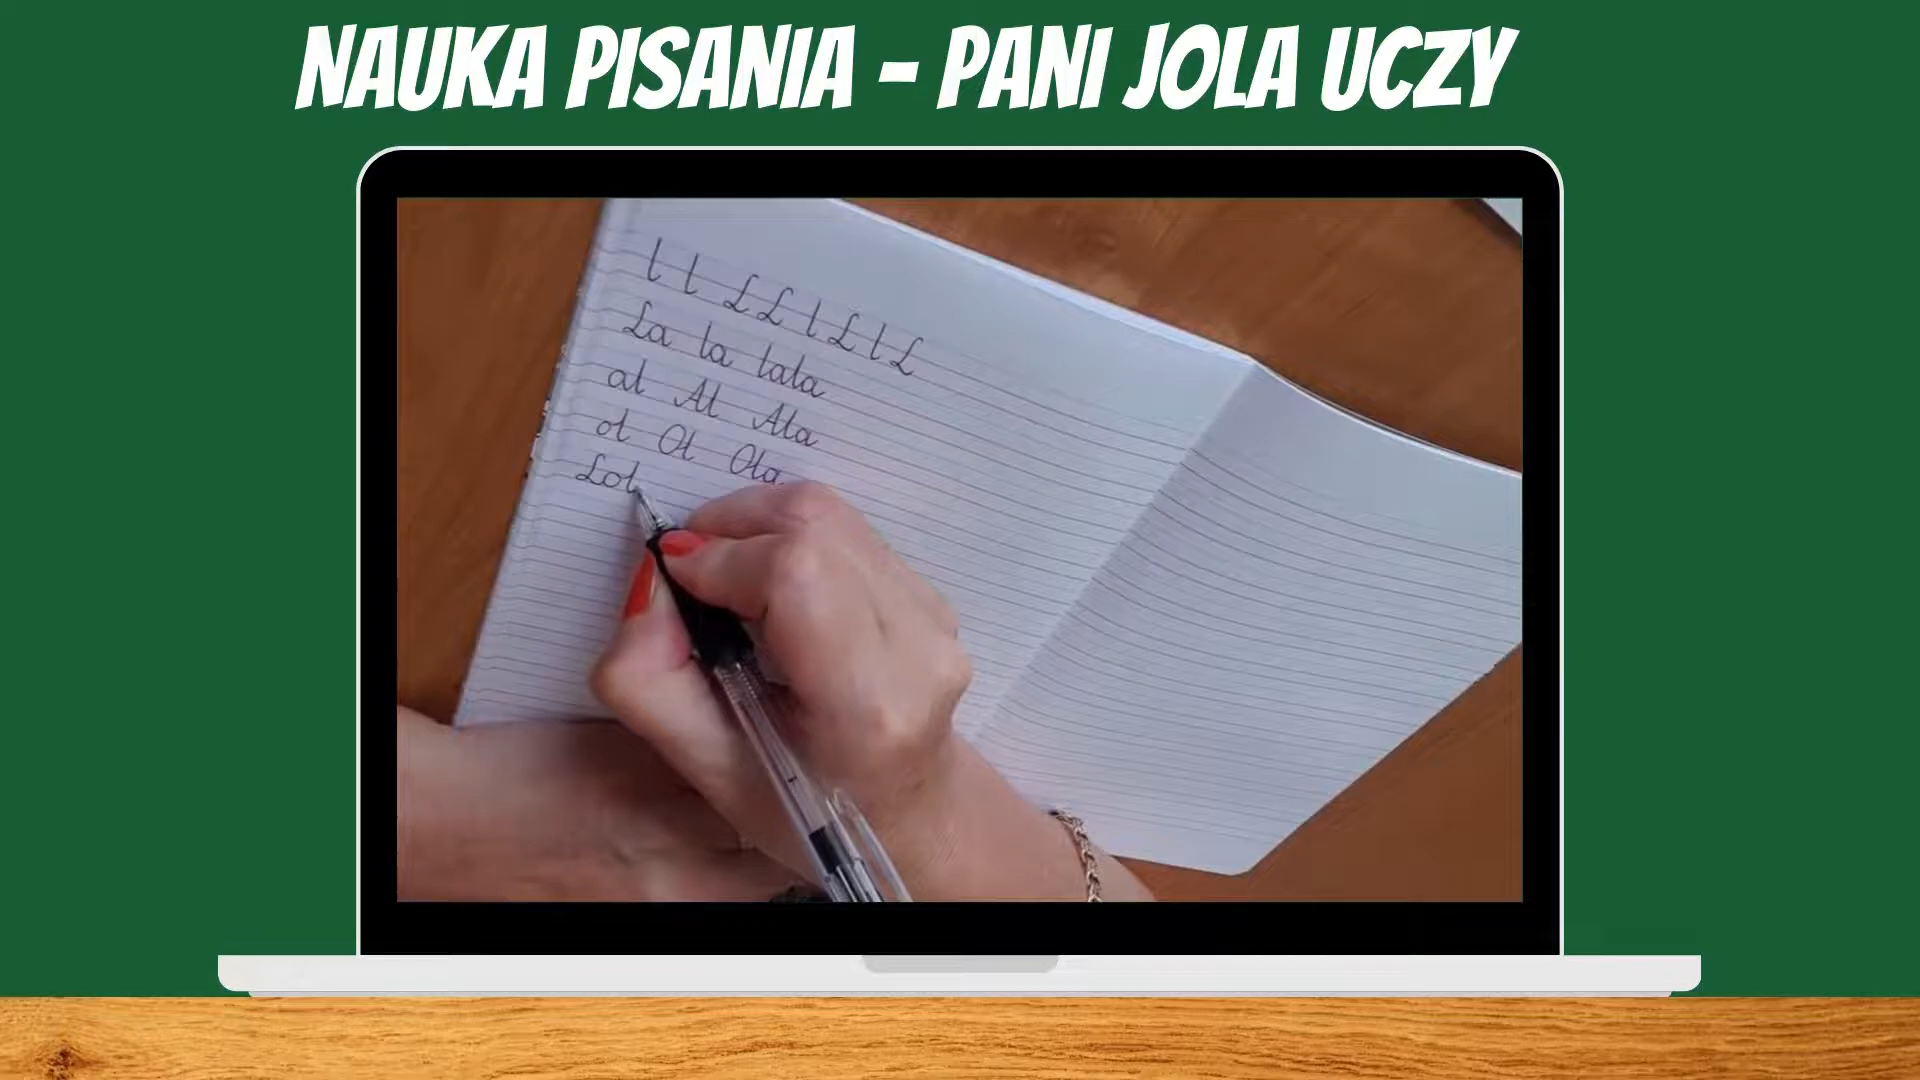 NAUKA PISANIA - PANI JOLA UCZY
l l L L l L l L
La la lala
al Al Ala
ol Ol Ola
Lol